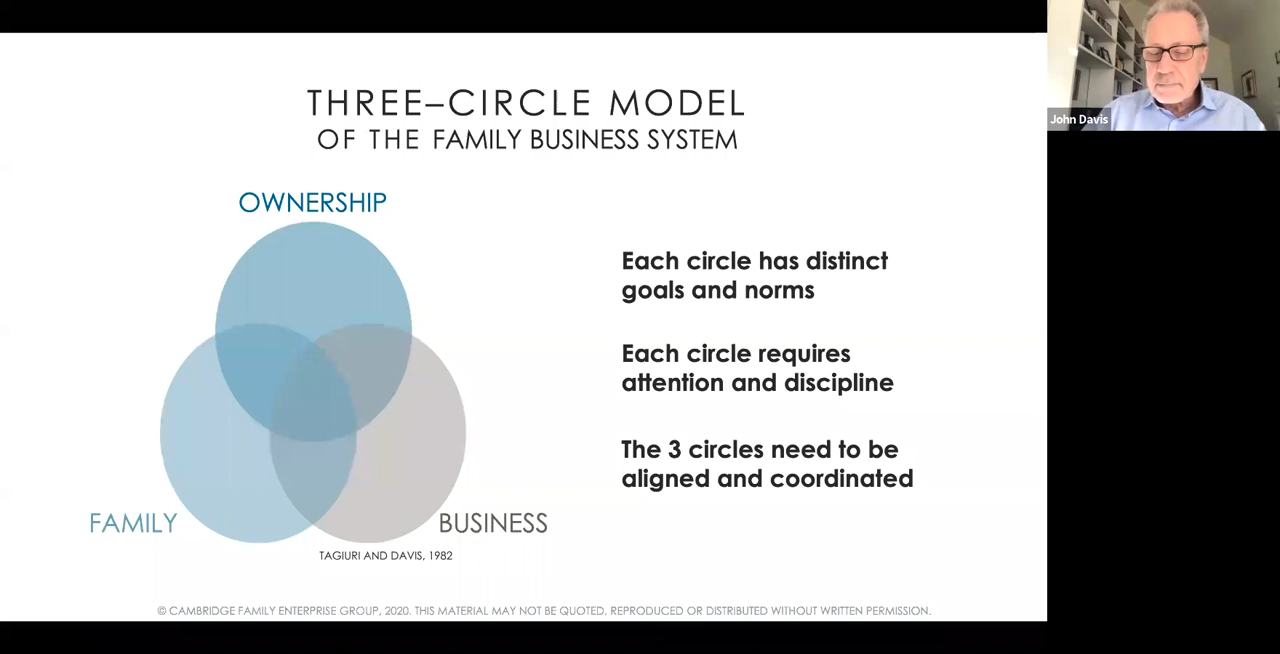 THREE–CIRCLE MODEL
OF THE FAMILY BUSINESS SYSTEM
OWNERSHIP
FAMILY
BUSINESS
TAGIURI AND DAVIS, 1982
Each circle has distinct
goals and norms
Each circle requires
attention and discipline
The 3 circles need to be
aligned and coordinated
© CAMBRIDGE FAMILY ENTERPRISE GROUP, 2020. THIS MATERIAL MAY NOT BE QUOTED, REPRODUCED OR DISTRIBUTED WITHOUT WRITTEN PERMISSION.
John Davis